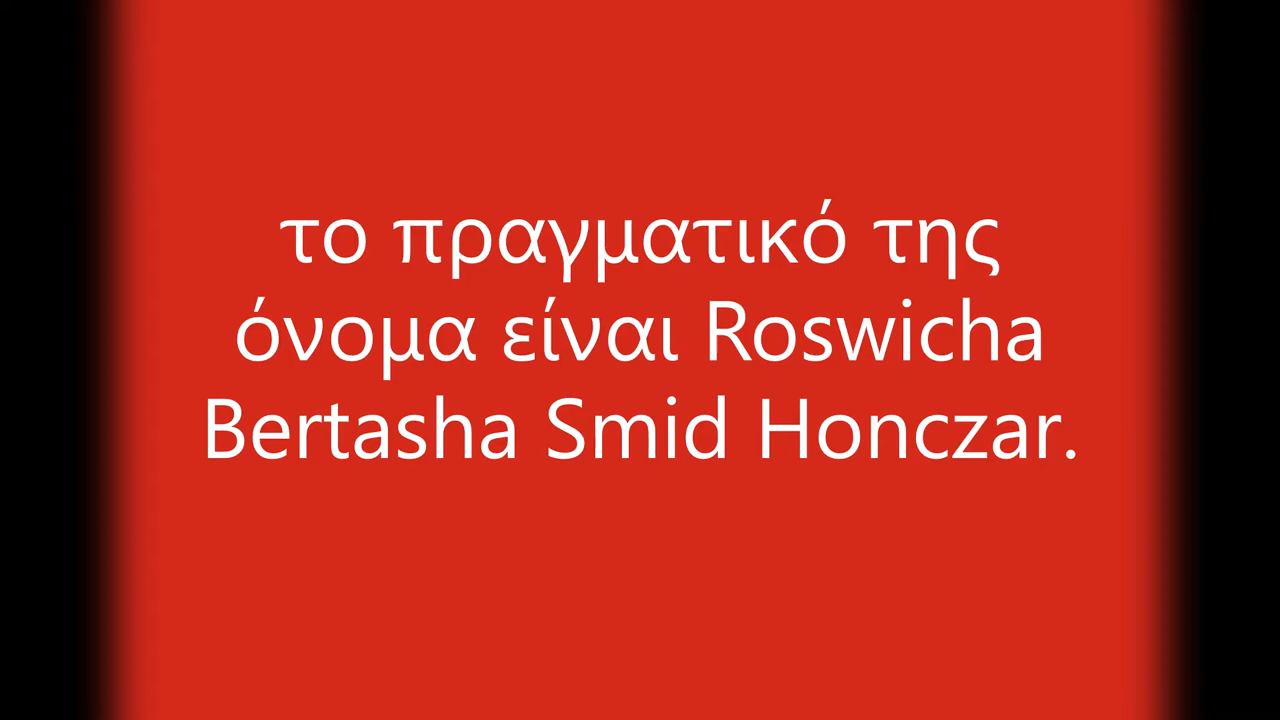 το πραγματικό της
όνομα είναι Roswicha
Bertasha Smid Honczar.